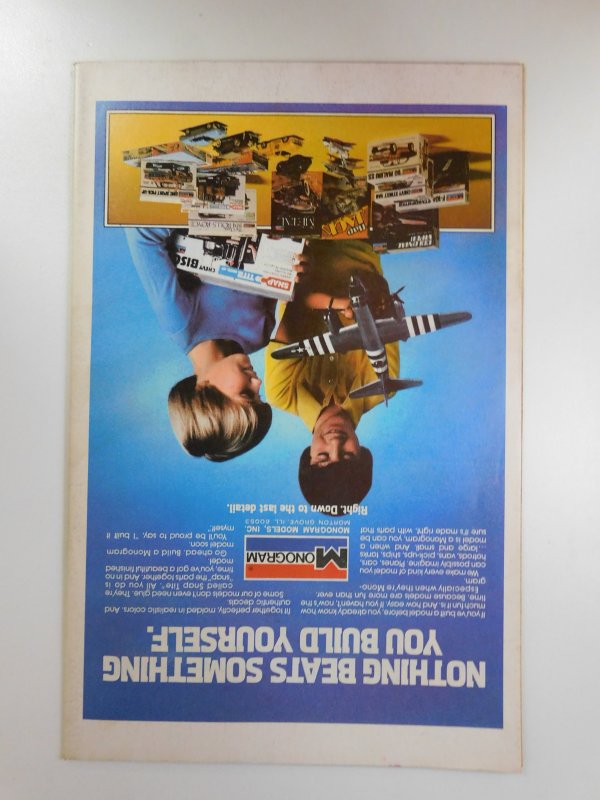 NOTHING BEATS SOMETHING
YOU BUILD YOURSELF.
If you've built a model before, you already know how
much fun it is. And how easy. If you haven't, now's the
time. Because models are more fun than ever.
Especially when they're Mono-
gram.
We make every kind of model you
can possibly imagine. Planes, cars,
hotrods, vans, pick-ups, ships, tanks
...large and small. And when a
model is a Monogram, you can be
sure it's made right, with parts that
fit together perfectly, molded in realistic colors. And
authentic decals.
Some of our models don't even need glue. They're
called Snap Tite.® All you do is
"snap" the parts together. And in no
time, you've got a beautiful finished
model.
Go ahead. Build a Monogram
model soon.
You'll be proud to say, "I built it
myself."
MONOGRAM
MONOGRAM MODELS, INC.
MORTON GROVE, ILL. 60053
Right. Down to the last detail.
SNAP
TITE
CHEVY